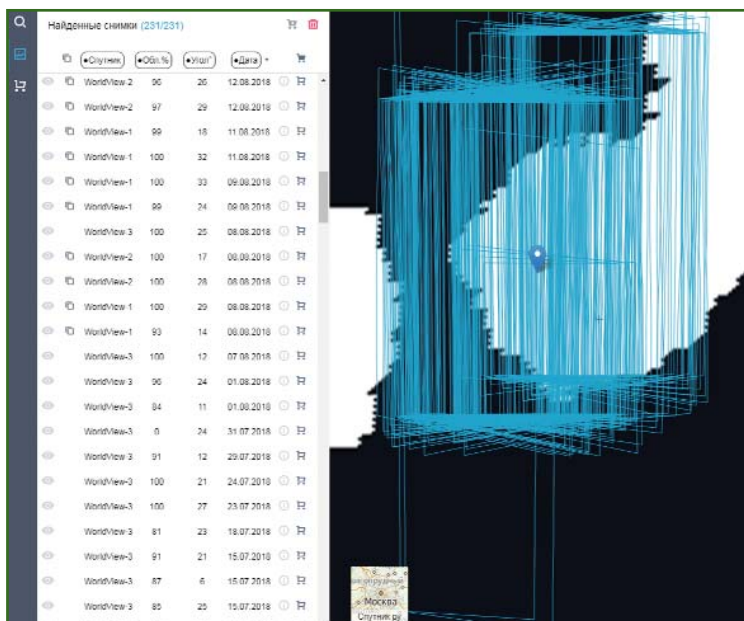 Найденные снимки (231/231)
•Спутник •Обл.% •Угол° •Дата
WorldView-2 96 26 12.08.2018
WorldView-2 97 29 12.08.2018
WorldView-1 99 18 11.08.2018
WorldView-1 100 32 11.08.2018
WorldView-1 100 33 09.08.2018
WorldView-1 99 24 09.08.2018
WorldView-3 100 25 08.08.2018
WorldView-2 100 17 08.08.2018
WorldView-2 100 28 08.08.2018
WorldView-1 100 29 08.08.2018
WorldView-1 93 14 08.08.2018
WorldView-3 100 12 07.08.2018
WorldView-3 96 24 01.08.2018
WorldView-3 84 11 01.08.2018
WorldView-3 0 24 31.07.2018
WorldView-3 91 12 29.07.2018
WorldView-3 100 21 24.07.2018
WorldView-3 100 27 23.07.2018
WorldView-3 81 23 18.07.2018
WorldView-3 91 21 15.07.2018
WorldView-3 87 6 15.07.2018
WorldView-3 85 25 15.07.2018
Москва
Спутник ру